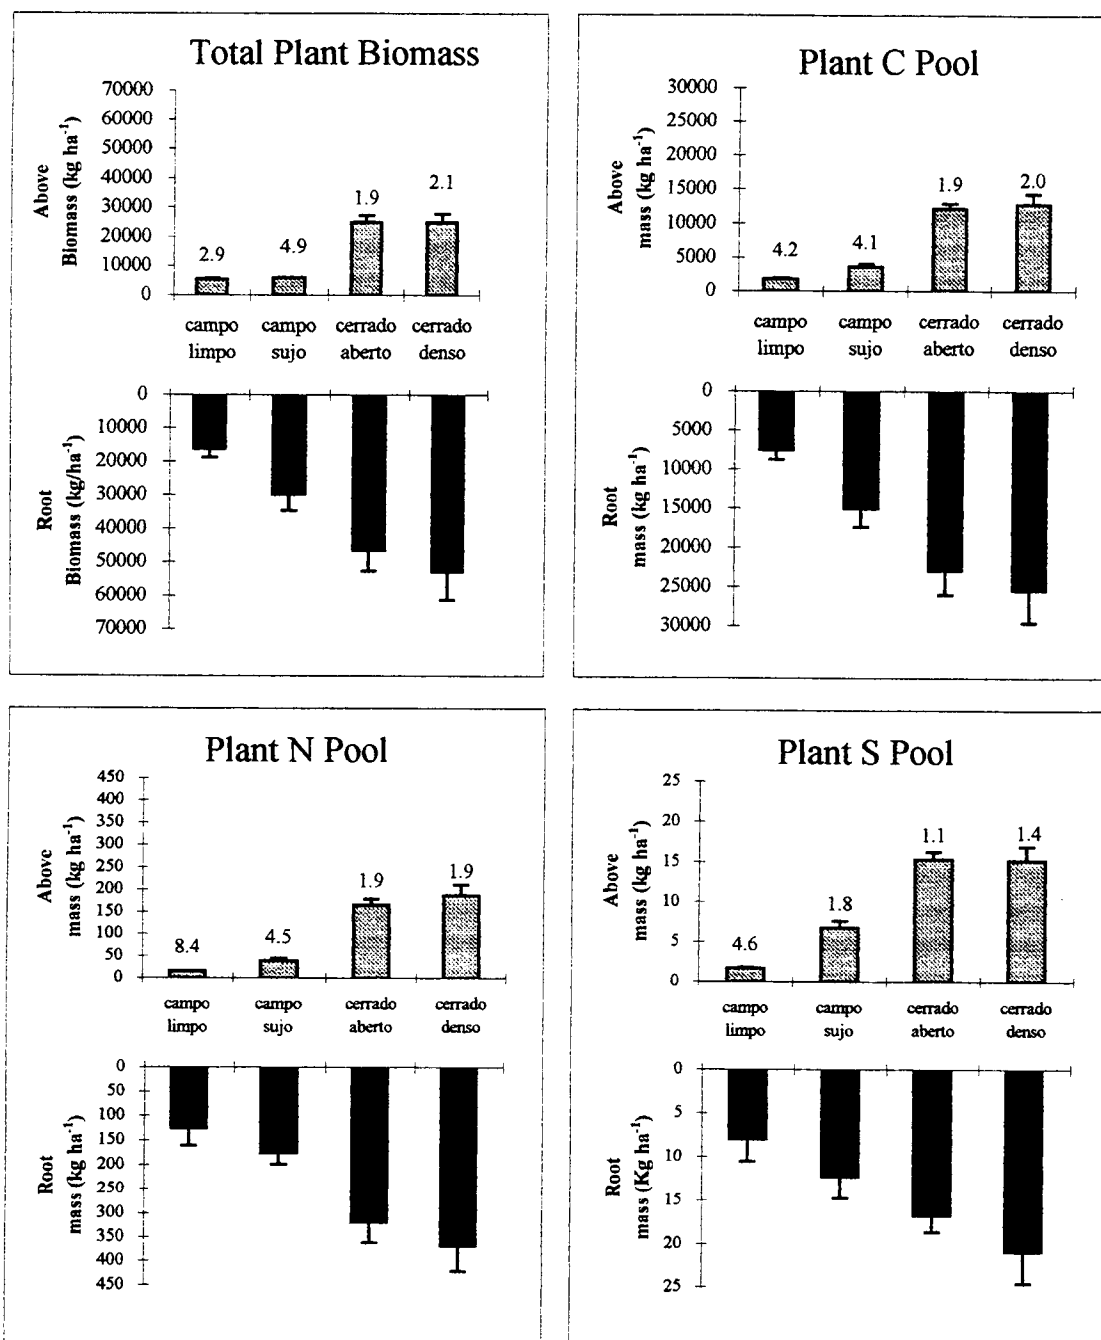 Total Plant Biomass
Above
Biomass (kg ha⁻¹)
70000
60000
50000
40000
30000
20000
10000
0
2.9
4.9
1.9
2.1
campo
limpo
campo
sujo
cerrado
aberto
cerrado
denso
Root
Biomass (kg/ha⁻¹)
0
10000
20000
30000
40000
50000
60000
70000
Plant C Pool
Above
mass (kg ha⁻¹)
30000
25000
20000
15000
10000
5000
0
4.2
4.1
1.9
2.0
campo
limpo
campo
sujo
cerrado
aberto
cerrado
denso
Root
mass (kg ha⁻¹)
0
5000
10000
15000
20000
25000
30000
Plant N Pool
Above
mass (kg ha⁻¹)
450
400
350
300
250
200
150
100
50
0
8.4
4.5
1.9
1.9
campo
limpo
campo
sujo
cerrado
aberto
cerrado
denso
Root
mass (kg ha⁻¹)
0
50
100
150
200
250
300
350
400
450
Plant S Pool
Above
mass (kg ha⁻¹)
25
20
15
10
5
0
4.6
1.8
1.1
1.4
campo
limpo
campo
sujo
cerrado
aberto
cerrado
denso
Root
mass (Kg ha⁻¹)
0
5
10
15
20
25